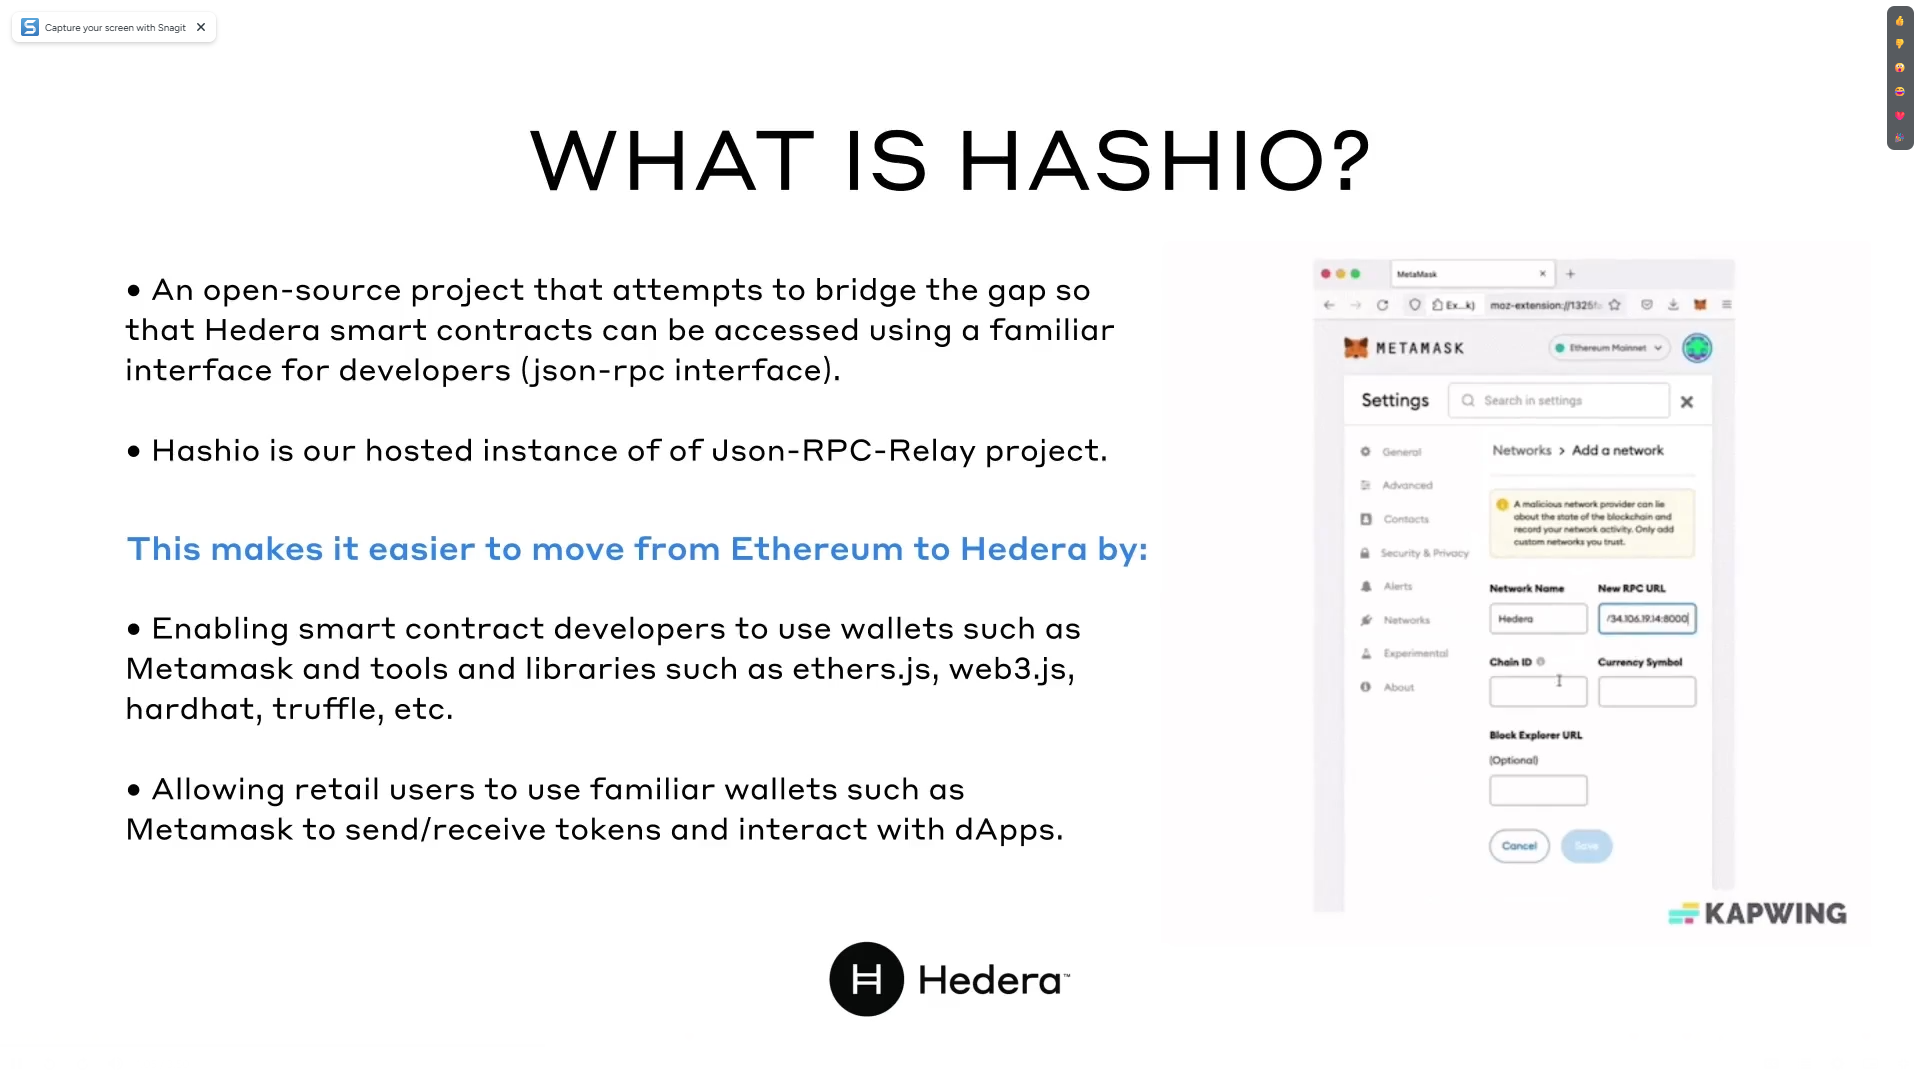 Capture your screen with Snagit
WHAT IS HASHIO?
• An open-source project that attempts to bridge the gap so
that Hedera smart contracts can be accessed using a familiar
interface for developers (json-rpc interface).
• Hashio is our hosted instance of of Json-RPC-Relay project.
This makes it easier to move from Ethereum to Hedera by:
• Enabling smart contract developers to use wallets such as
Metamask and tools and libraries such as ethers.js, web3.js,
hardhat, truffle, etc.
• Allowing retail users to use familiar wallets such as
Metamask to send/receive tokens and interact with dApps.
MetaMask
Ex...k) moz-extension://1325f
METAMASK
Ethereum Mainnet
Settings
Search in settings
General
Advanced
Contacts
Security & Privacy
Alerts
Networks
Experimental
About
Networks > Add a network
A malicious network provider can lie
about the state of the blockchain and
record your network activity. Only add
custom networks you trust.
Network Name New RPC URL
Hedera /34.106.19.14:8000
Chain ID Currency Symbol
Block Explorer URL
(Optional)
Cancel Save
KAPWING
H Hedera™